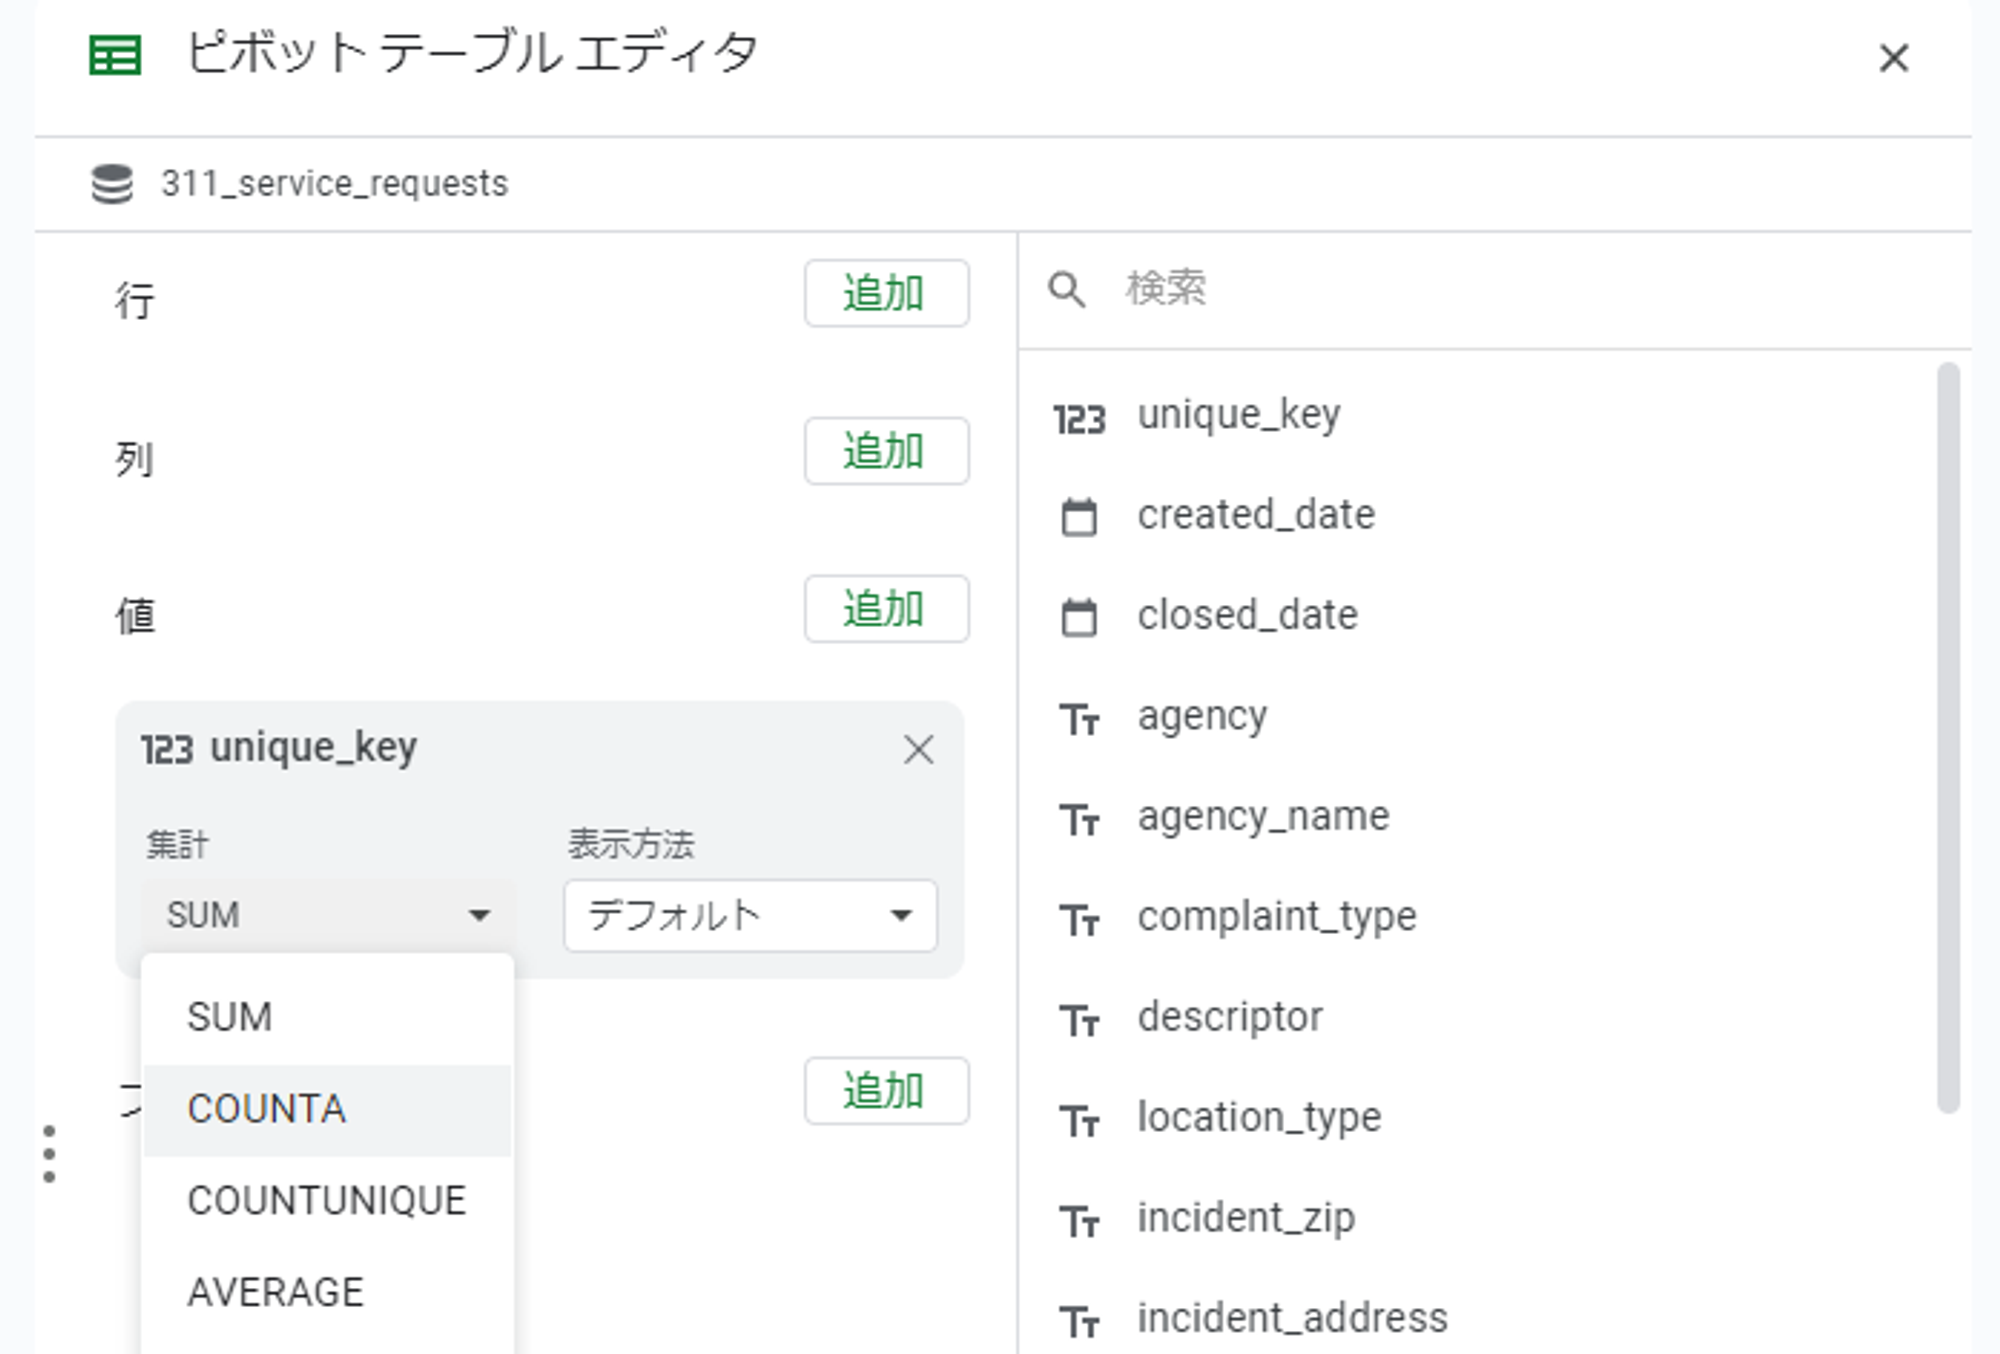 ピボット テーブル エディタ
311_service_requests
行
追加
列
追加
値
追加
123 unique_key
集計
表示方法
SUM
デフォルト
SUM
COUNTA
COUNTUNIQUE
AVERAGE
追加
検索
123 unique_key
created_date
closed_date
Tт agency
Tт agency_name
Tт complaint_type
Tт descriptor
Tт location_type
Tт incident_zip
Tт incident_address